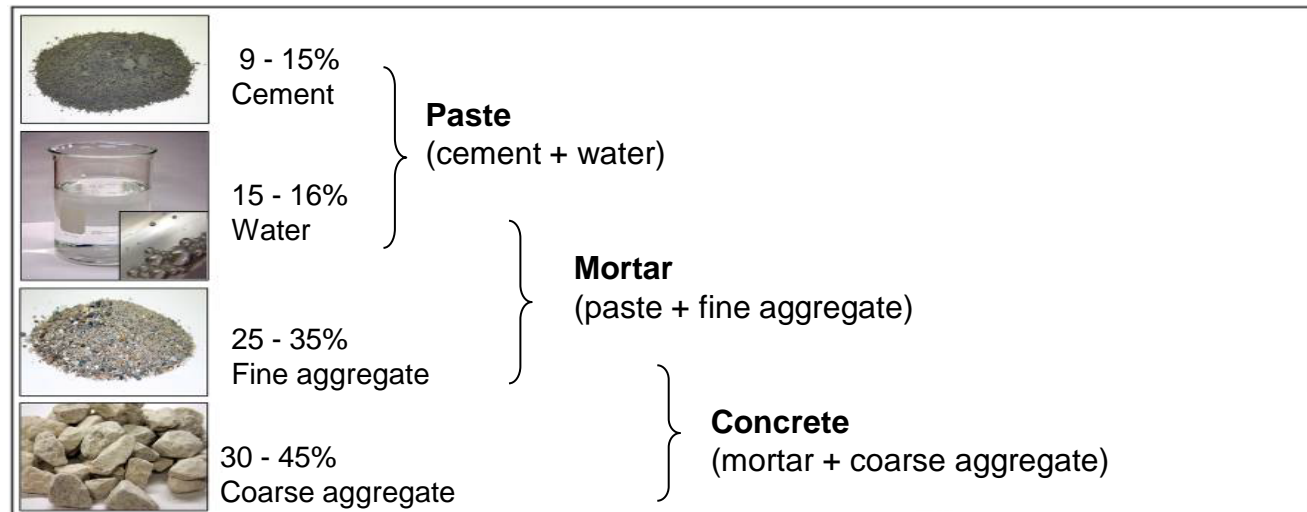 9 - 15%
Cement
Paste
(cement + water)
15 - 16%
Water
Mortar
(paste + fine aggregate)
25 - 35%
Fine aggregate
Concrete
(mortar + coarse aggregate)
30 - 45%
Coarse aggregate